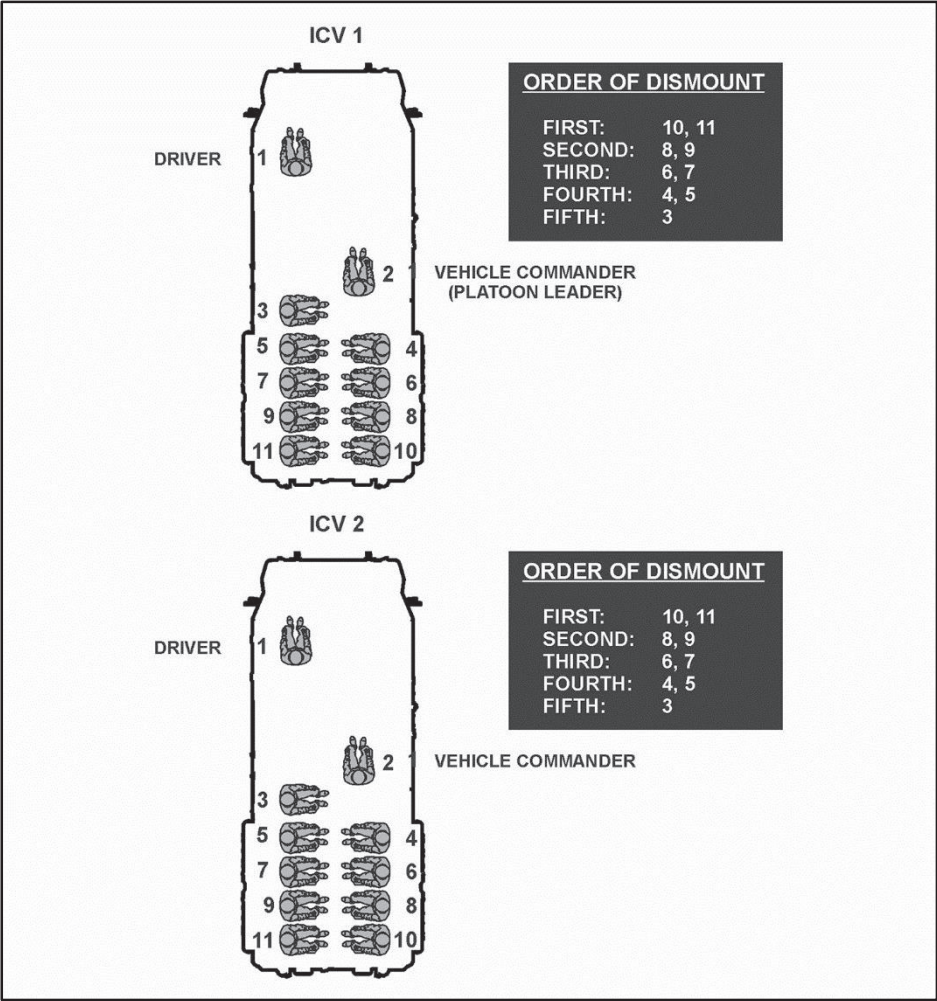 ICV 1
ORDER OF DISMOUNT
FIRST: 10, 11
SECOND: 8, 9
THIRD: 6, 7
FOURTH: 4, 5
FIFTH: 3
DRIVER 1
2 1 VEHICLE COMMANDER
(PLATOON LEADER)
3
5 4
7 6
9 8
11 10
ICV 2
ORDER OF DISMOUNT
FIRST: 10, 11
SECOND: 8, 9
THIRD: 6, 7
FOURTH: 4, 5
FIFTH: 3
DRIVER 1
2 1 VEHICLE COMMANDER
3
5 4
7 6
9 8
11 10